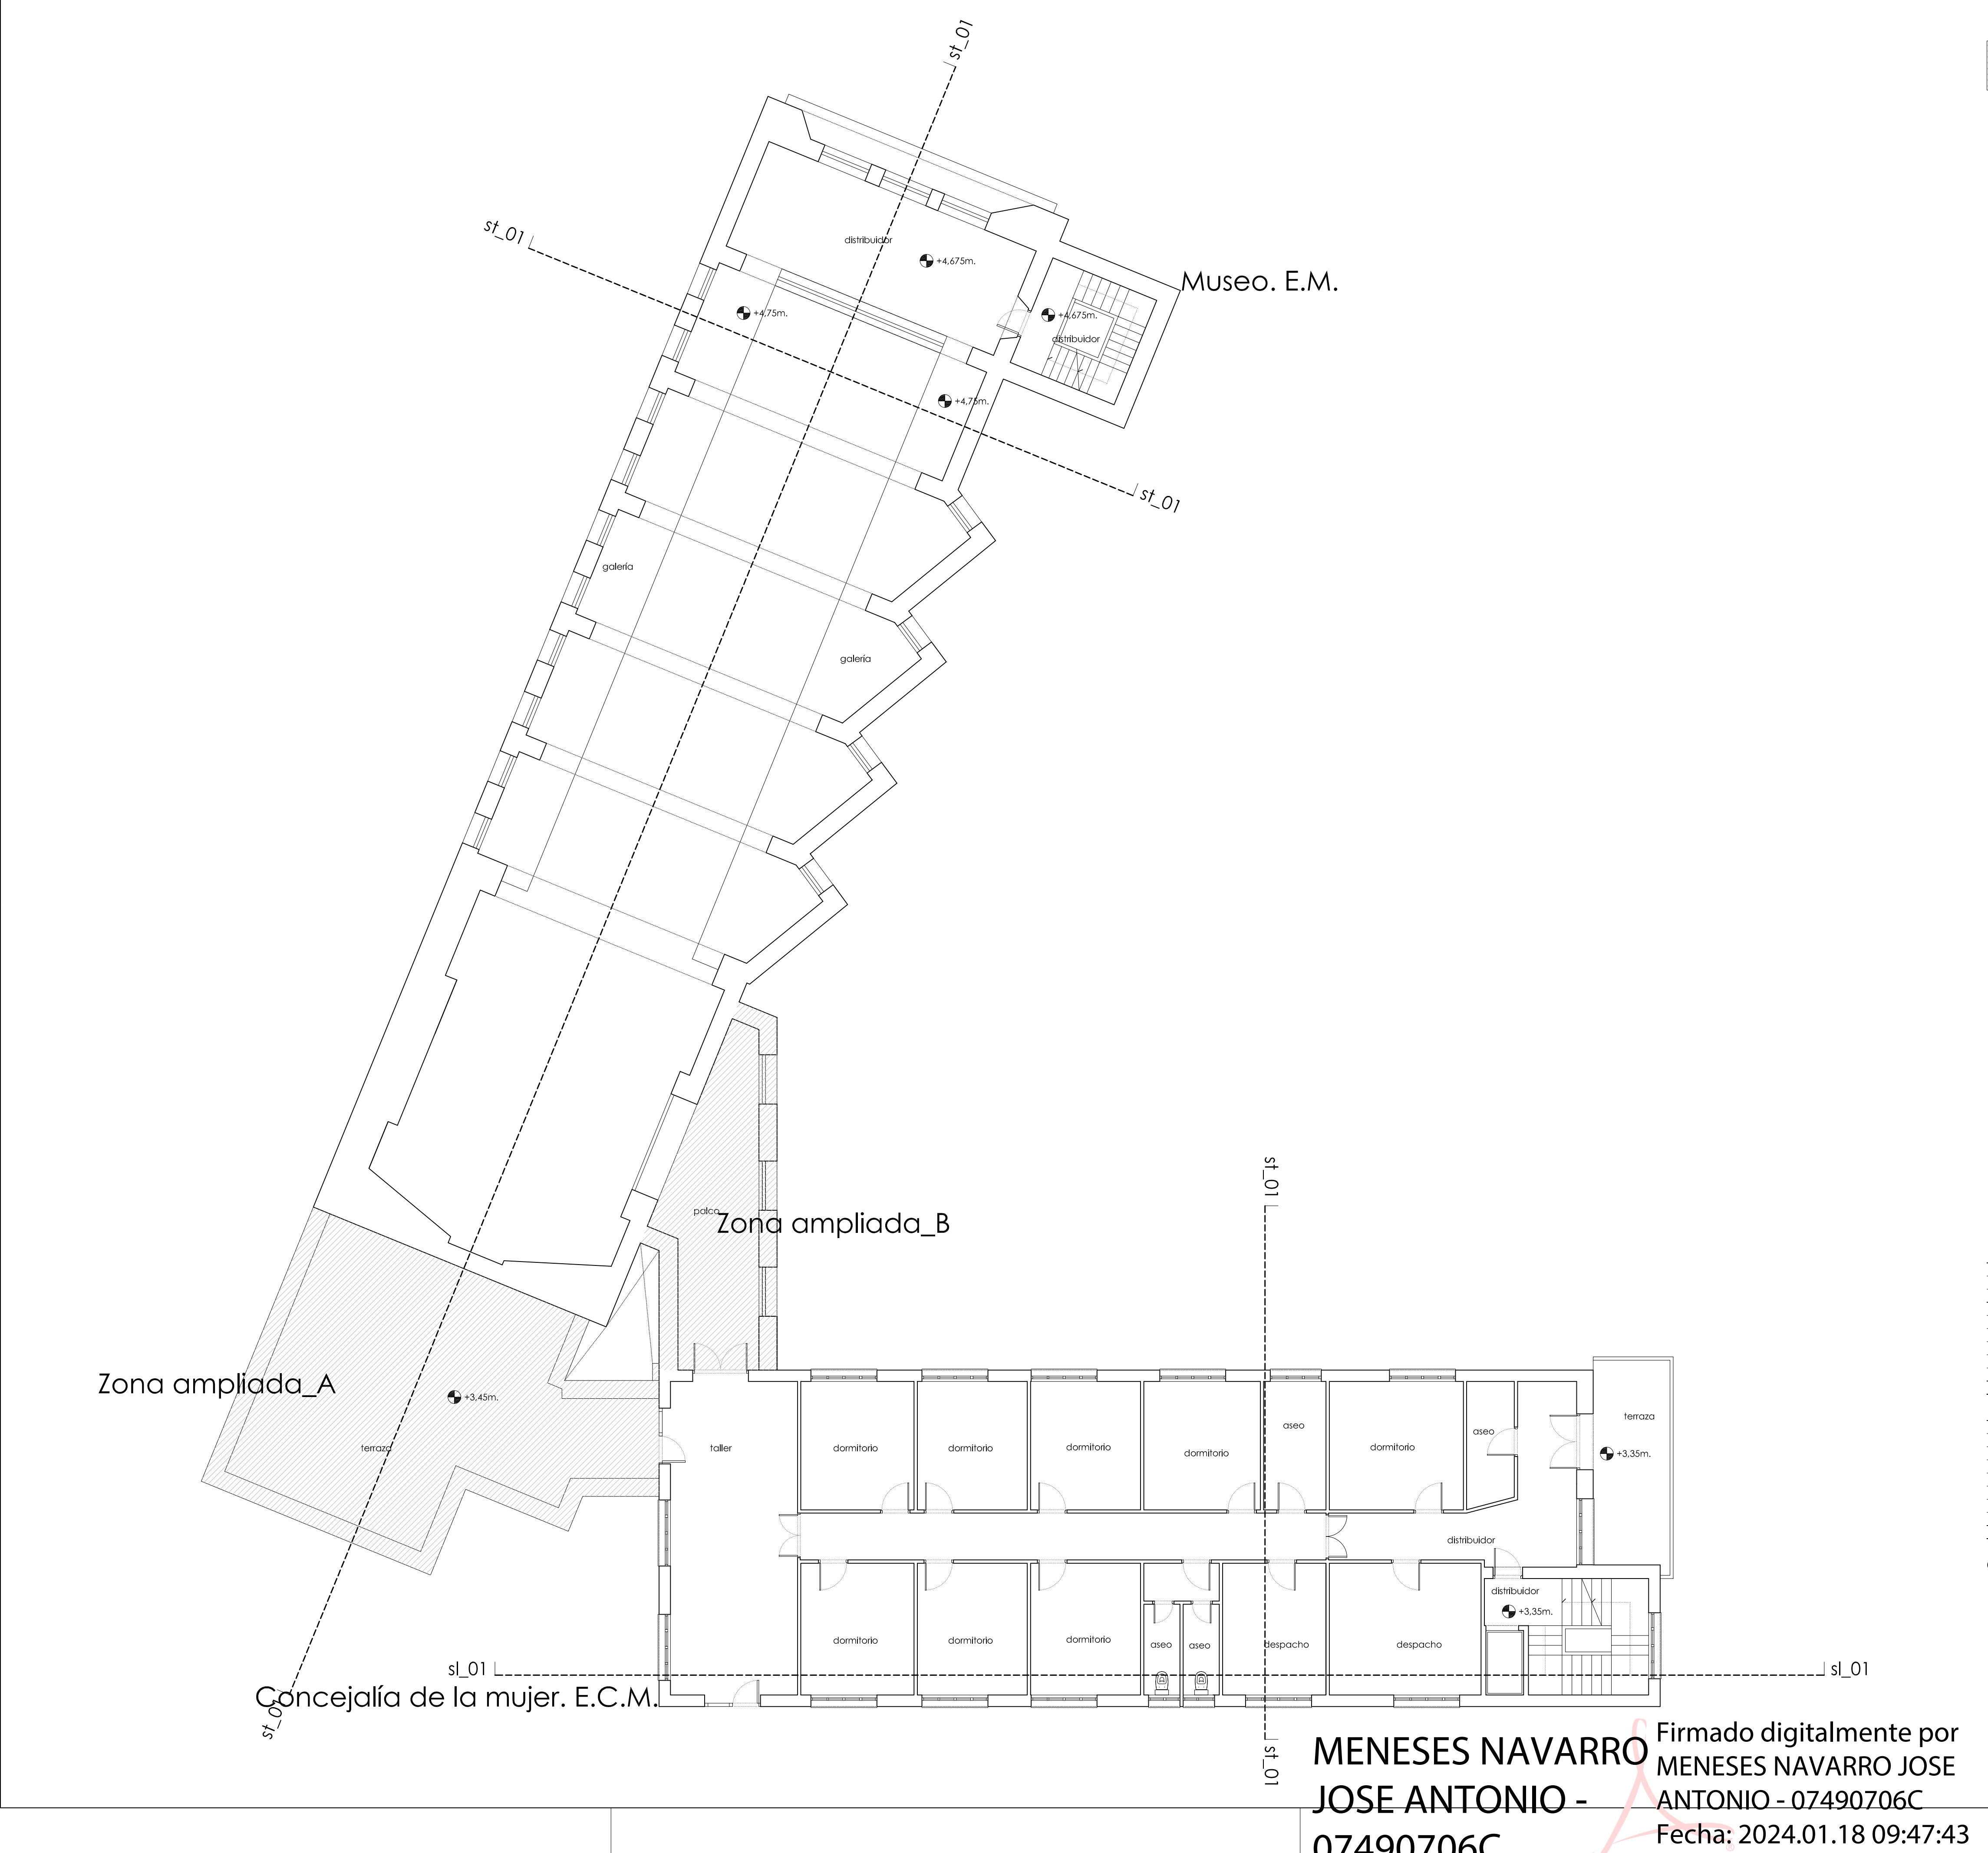 st_01
st_01
distribuidor
+4,675m.
Museo. E.M.
+4,75m.
+4,675m.
distribuidor
+4,75m.
st_01
galería
galería
st_01
palco
Zona ampliada_B
Zona ampliada_A
+3,45m.
terraza
taller
dormitorio
dormitorio
dormitorio
dormitorio
aseo
dormitorio
aseo
terraza
+3,35m.
distribuidor
distribuidor
+3,35m.
dormitorio
dormitorio
dormitorio
aseo
aseo
despacho
despacho
sl_01
sl_01
Concejalía de la mujer. E.C.M.
st_01
st_01
MENESES NAVARRO
JOSE ANTONIO -
07490706C
Firmado digitalmente por
MENESES NAVARRO JOSE
ANTONIO - 07490706C
Fecha: 2024.01.18 09:47:43